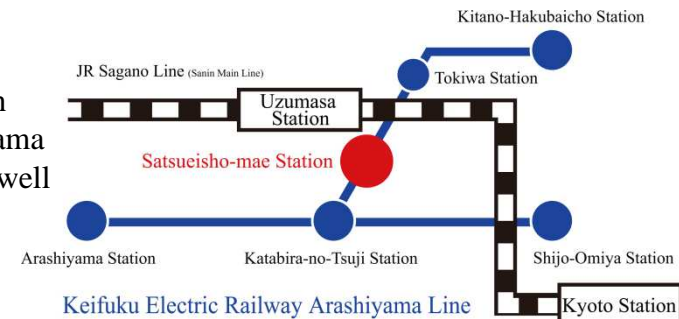 Kitano-Hakubaicho Station
JR Sagano Line (Sanin Main Line)
Tokiwa Station
Uzumasa
Station
Satsueisho-mae Station
well
Arashiyama Station
Katabira-no-Tsuji Station
Shijo-Omiya Station
Keifuku Electric Railway Arashiyama Line
Kyoto Station